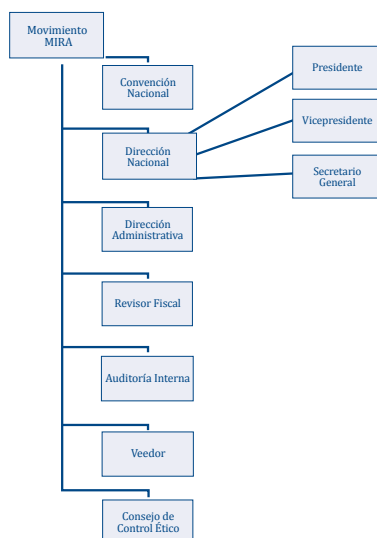 Movimiento
MIRA
Convención
Nacional
Dirección
Nacional
Presidente
Vicepresidente
Secretario
General
Dirección
Administrativa
Revisor Fiscal
Auditoría Interna
Veedor
Consejo de
Control Ético